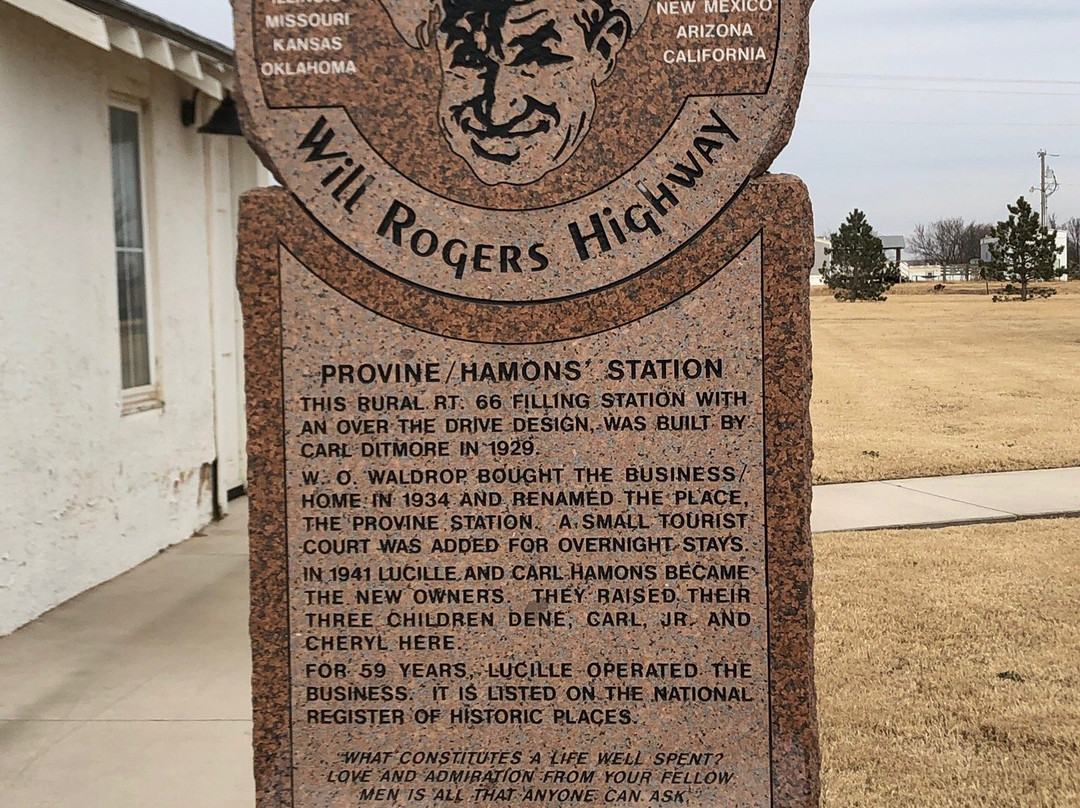 ILLINOIS
MISSOURI
KANSAS
OKLAHOMA
NEW MEXICO
ARIZONA
CALIFORNIA
Will Rogers Highway
PROVINE/HAMONS' STATION
THIS RURAL RT. 66 FILLING STATION WITH
AN OVER THE DRIVE DESIGN, WAS BUILT BY
CARL DITMORE IN 1929.
W. O. WALDROP BOUGHT THE BUSINESS/
HOME IN 1934 AND RENAMED THE PLACE,
THE PROVINE STATION. A SMALL TOURIST
COURT WAS ADDED FOR OVERNIGHT STAYS.
IN 1941 LUCILLE AND CARL HAMONS BECAME
THE NEW OWNERS. THEY RAISED THEIR
THREE CHILDREN DENE, CARL, JR. AND
CHERYL HERE.
FOR 59 YEARS, LUCILLE OPERATED THE
BUSINESS. IT IS LISTED ON THE NATIONAL
REGISTER OF HISTORIC PLACES.
"WHAT CONSTITUTES A LIFE WELL SPENT?
LOVE AND ADMIRATION FROM YOUR FELLOW
MEN IS ALL THAT ANYONE CAN ASK."